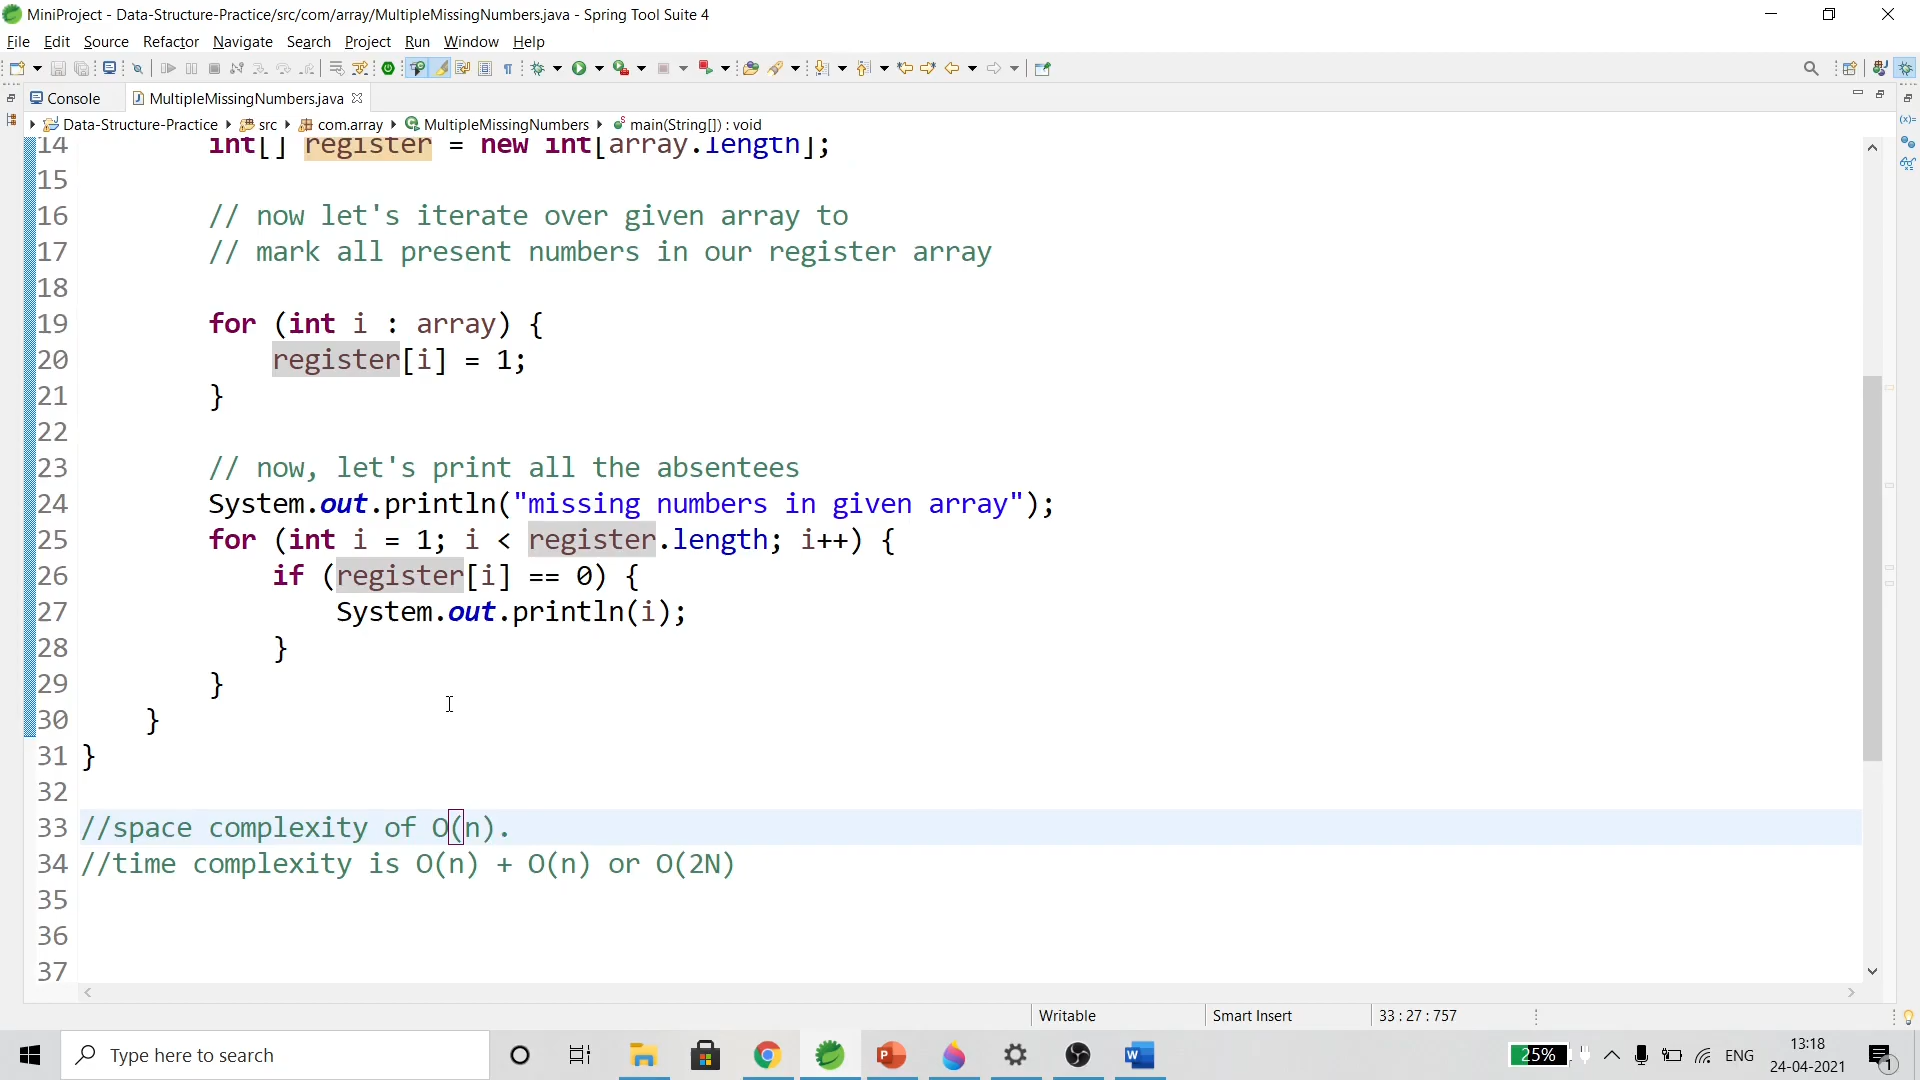 MiniProject - Data-Structure-Practice/src/com/array/MultipleMissingNumbers.java - Spring Tool Suite 4
File Edit Source Refactor Navigate Search Project Run Window Help
Console MultipleMissingNumbers.java
Data-Structure-Practice src com.array MultipleMissingNumbers main(String[]) : void
14 int[] register = new int[array.length];
15
16 // now let's iterate over given array to
17 // mark all present numbers in our register array
18
19 for (int i : array) {
20 register[i] = 1;
21 }
22
23 // now, let's print all the absentees
24 System.out.println("missing numbers in given array");
25 for (int i = 1; i < register.length; i++) {
26 if (register[i] == 0) {
27 System.out.println(i);
28 }
29 }
30 }
31 }
32
33 //space complexity of O(n).
34 //time complexity is O(n) + O(n) or O(2N)
35
36
37
Writable Smart Insert 33 : 27 : 757
Type here to search
25% ENG 13:18
24-04-2021
1